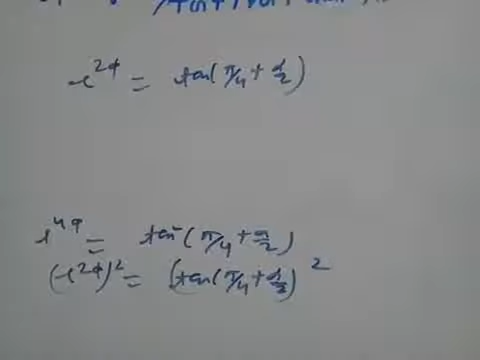 e^2φ = tan(π/4 + α/2)
e^4φ = tan²(π/4 + α/2)
(e^2φ)^2 = (tan(π/4 + α/2))^2